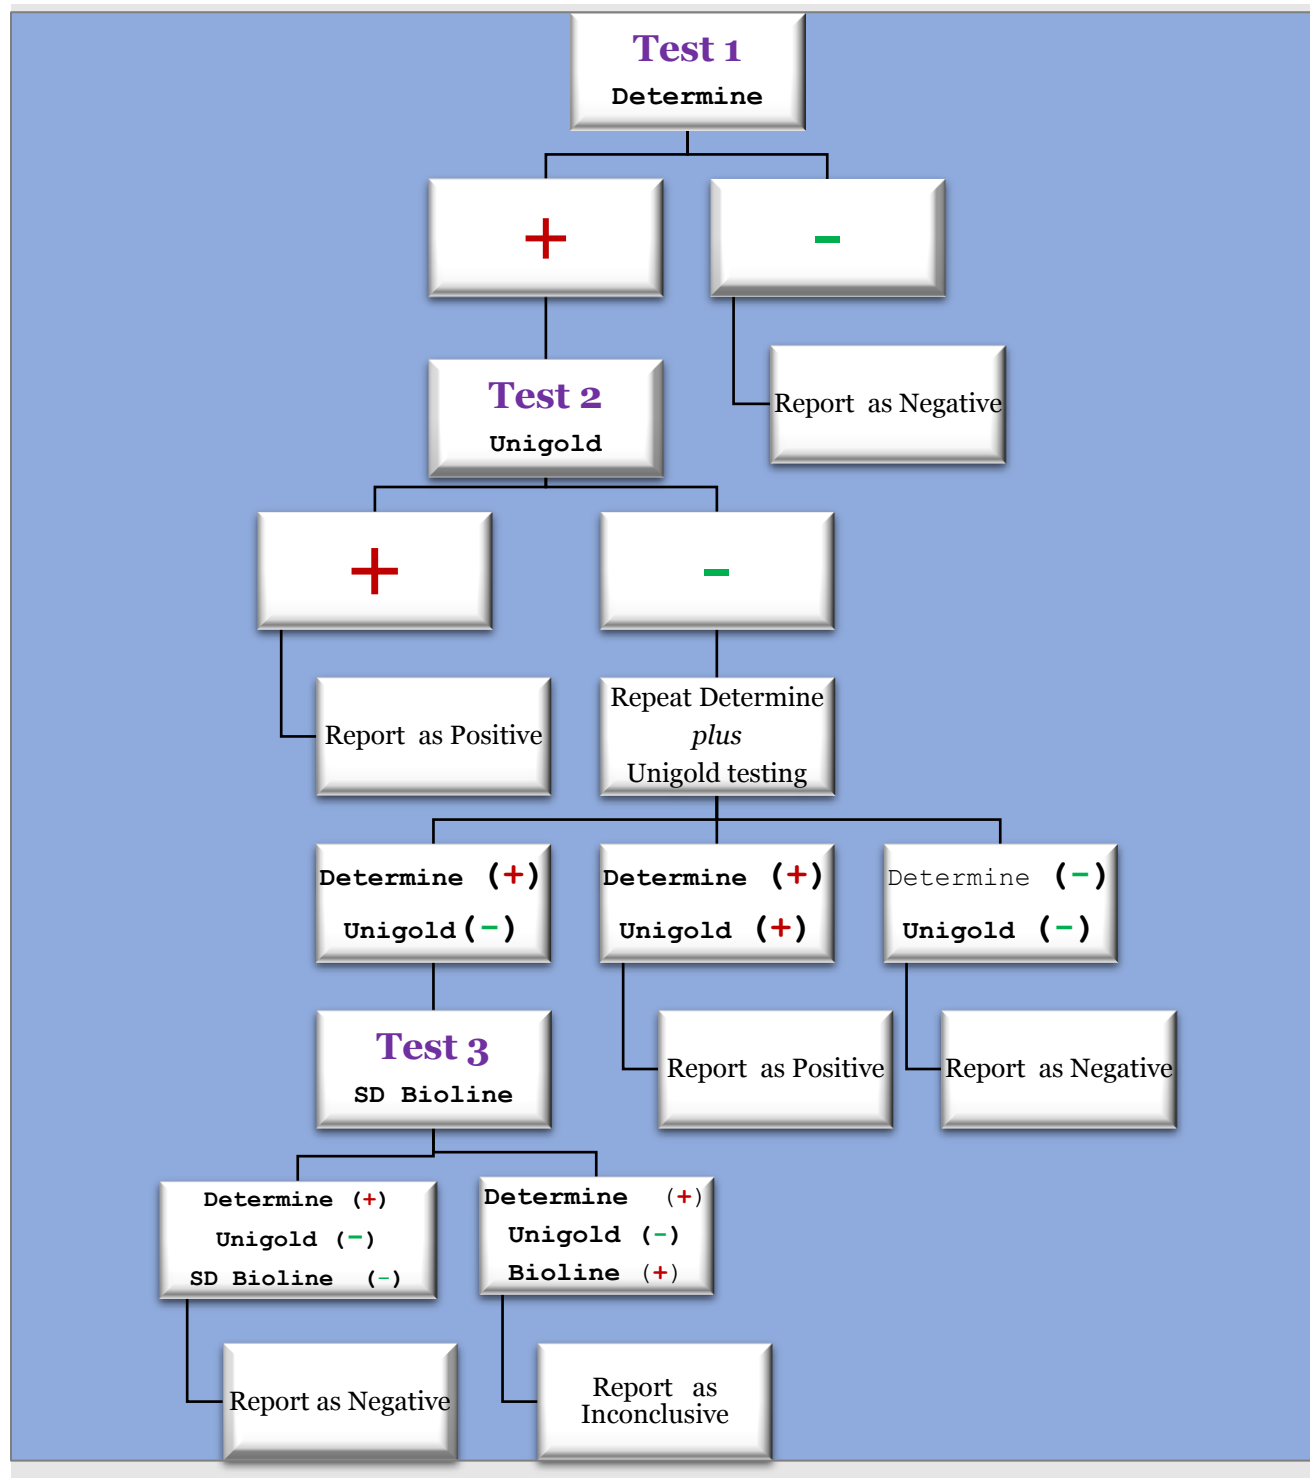 Test 1
Determine
+
-
Report as Negative
Test 2
Unigold
+
-
Report as Positive
Repeat Determine
plus
Unigold testing
Determine (+)
Unigold (-)
Determine (+)
Unigold (+)
Determine (-)
Unigold (-)
Test 3
SD Bioline
Report as Positive
Report as Negative
Determine (+)
Unigold (-)
SD Bioline (-)
Determine (+)
Unigold (-)
Bioline (+)
Report as Negative
Report as
Inconclusive